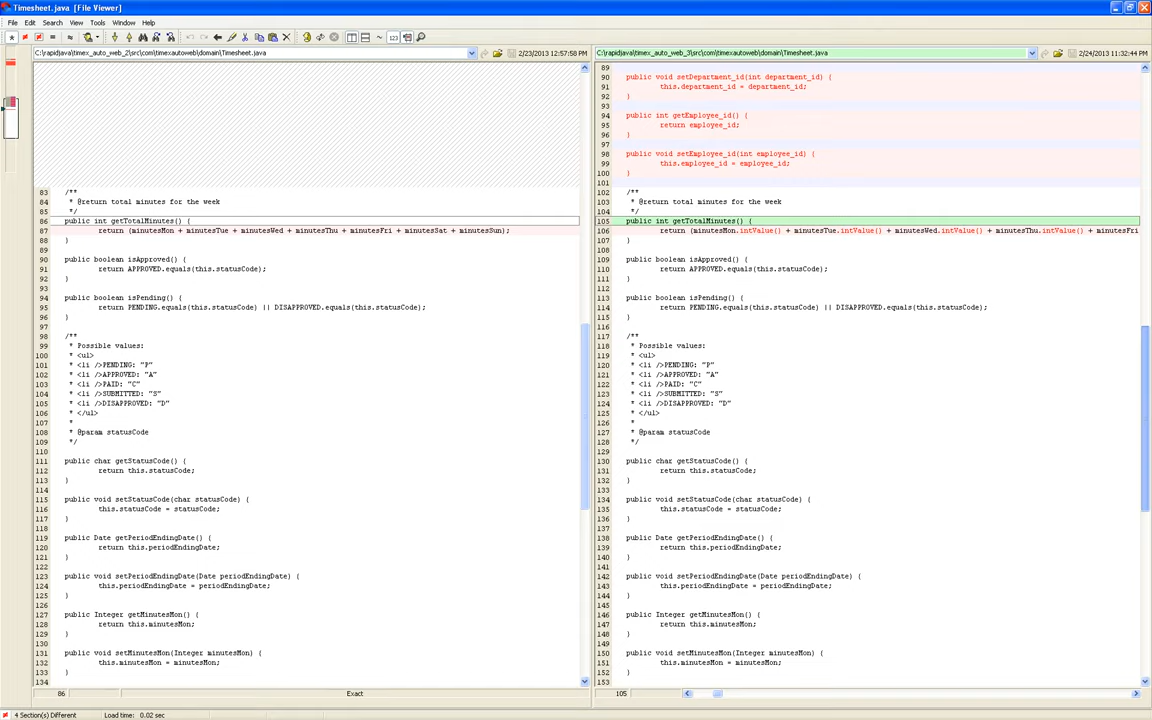 Timesheet.java [File Viewer]
File Edit Search View Tools Window Help
C:\rapidjava\timex_auto_web_2\src\com\timexautoweb\domain\Timesheet.java 2/23/2013 12:57:58 PM
83 /**
84 * @return total minutes for the week
85 */
86 public int getTotalMinutes() {
87 return (minutesMon + minutesTue + minutesWed + minutesThu + minutesFri + minutesSat + minutesSun);
88 }
89
90 public boolean isApproved() {
91 return APPROVED.equals(this.statusCode);
92 }
93
94 public boolean isPending() {
95 return PENDING.equals(this.statusCode) || DISAPPROVED.equals(this.statusCode);
96 }
97
98 /**
99 * Possible values:
100 * <ul>
101 * <li />PENDING: "P"
102 * <li />APPROVED: "A"
103 * <li />PAID: "C"
104 * <li />SUBMITTED: "S"
105 * <li />DISAPPROVED: "D"
106 * </ul>
107 *
108 * @param statusCode
109 */
110
111 public char getStatusCode() {
112 return this.statusCode;
113 }
114
115 public void setStatusCode(char statusCode) {
116 this.statusCode = statusCode;
117 }
118
119 public Date getPeriodEndingDate() {
120 return this.periodEndingDate;
121 }
122
123 public void setPeriodEndingDate(Date periodEndingDate) {
124 this.periodEndingDate = periodEndingDate;
125 }
126
127 public Integer getMinutesMon() {
128 return this.minutesMon;
129 }
130
131 public void setMinutesMon(Integer minutesMon) {
132 this.minutesMon = minutesMon;
133 }
134
86 Exact
C:\rapidjava\timex_auto_web_3\src\com\timexautoweb\domain\Timesheet.java 2/24/2013 11:32:44 PM
89
90 public void setDepartment_id(int department_id) {
91 this.department_id = department_id;
92 }
93
94 public int getEmployee_id() {
95 return employee_id;
96 }
97
98 public void setEmployee_id(int employee_id) {
99 this.employee_id = employee_id;
100 }
101
102 /**
103 * @return total minutes for the week
104 */
105 public int getTotalMinutes() {
106 return (minutesMon.intValue() + minutesTue.intValue() + minutesWed.intValue() + minutesThu.intValue() + minutesFri
107 }
108
109 public boolean isApproved() {
110 return APPROVED.equals(this.statusCode);
111 }
112
113 public boolean isPending() {
114 return PENDING.equals(this.statusCode) || DISAPPROVED.equals(this.statusCode);
115 }
116
117 /**
118 * Possible values:
119 * <ul>
120 * <li />PENDING: "P"
121 * <li />APPROVED: "A"
122 * <li />PAID: "C"
123 * <li />SUBMITTED: "S"
124 * <li />DISAPPROVED: "D"
125 * </ul>
126 *
127 * @param statusCode
128 */
129
130 public char getStatusCode() {
131 return this.statusCode;
132 }
133
134 public void setStatusCode(char statusCode) {
135 this.statusCode = statusCode;
136 }
137
138 public Date getPeriodEndingDate() {
139 return this.periodEndingDate;
140 }
141
142 public void setPeriodEndingDate(Date periodEndingDate) {
143 this.periodEndingDate = periodEndingDate;
144 }
145
146 public Integer getMinutesMon() {
147 return this.minutesMon;
148 }
149
150 public void setMinutesMon(Integer minutesMon) {
151 this.minutesMon = minutesMon;
152 }
153
105
4 Section(s) Different Load time: 0.02 sec